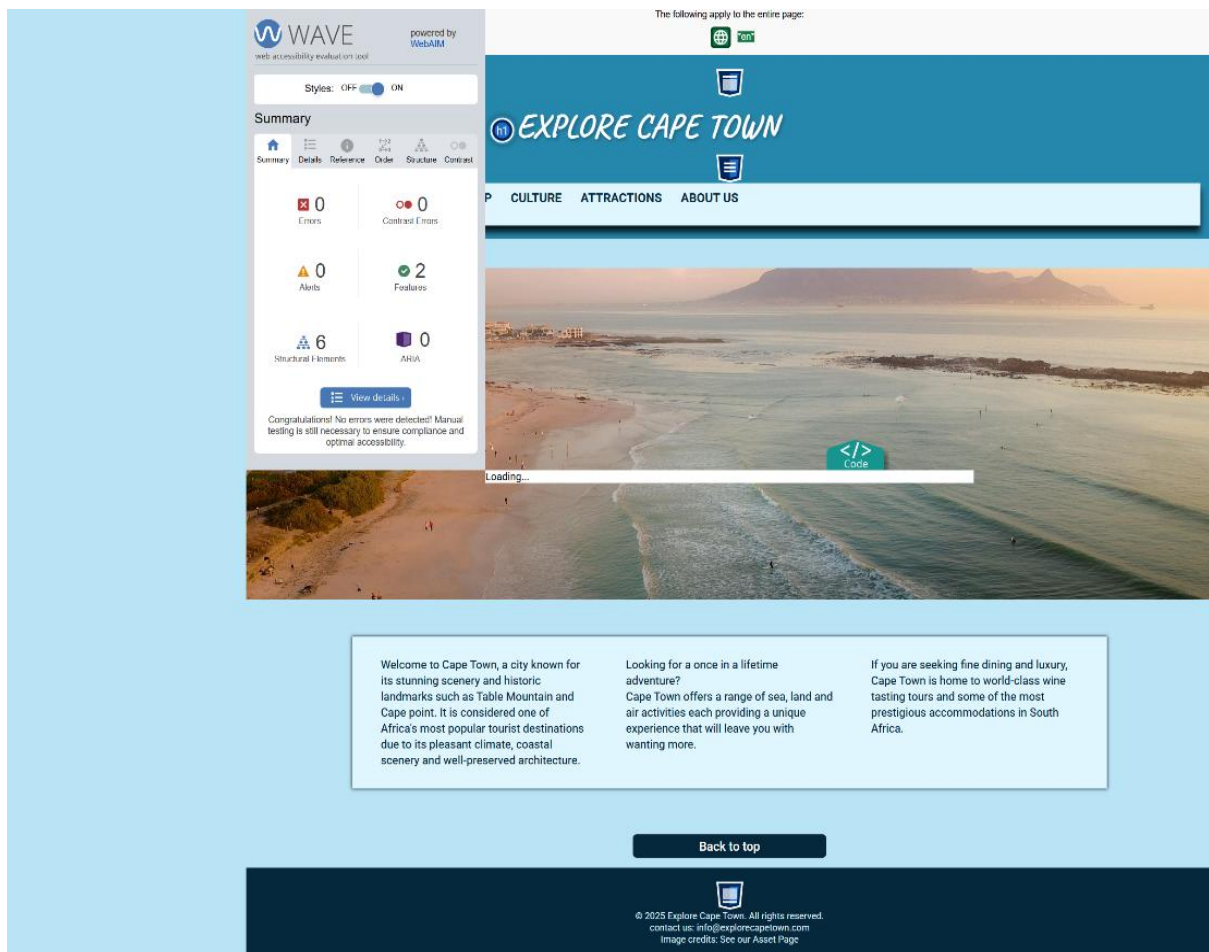 The following apply to the entire page:
"en"
WAVE
web accessibility evaluation tool
powered by
WebAIM
Styles: OFF ON
Summary
Summary Details Reference Order Structure Contrast
0
Errors
0
Contrast Errors
0
Alerts
2
Features
6
Structural Elements
0
ARIA
View details ›
Congratulations! No errors were detected! Manual
testing is still necessary to ensure compliance and
optimal accessibility.
h1 EXPLORE CAPE TOWN
P CULTURE ATTRACTIONS ABOUT US
</>
Code
Loading...
Welcome to Cape Town, a city known for
its stunning scenery and historic
landmarks such as Table Mountain and
Cape point. It is considered one of
Africa's most popular tourist destinations
due to its pleasant climate, coastal
scenery and well-preserved architecture.
Looking for a once in a lifetime
adventure?
Cape Town offers a range of sea, land and
air activities each providing a unique
experience that will leave you with
wanting more.
If you are seeking fine dining and luxury,
Cape Town is home to world-class wine
tasting tours and some of the most
prestigious accommodations in South
Africa.
Back to top
© 2025 Explore Cape Town. All rights reserved.
contact us: info@explorecapetown.com
Image credits: See our Asset Page